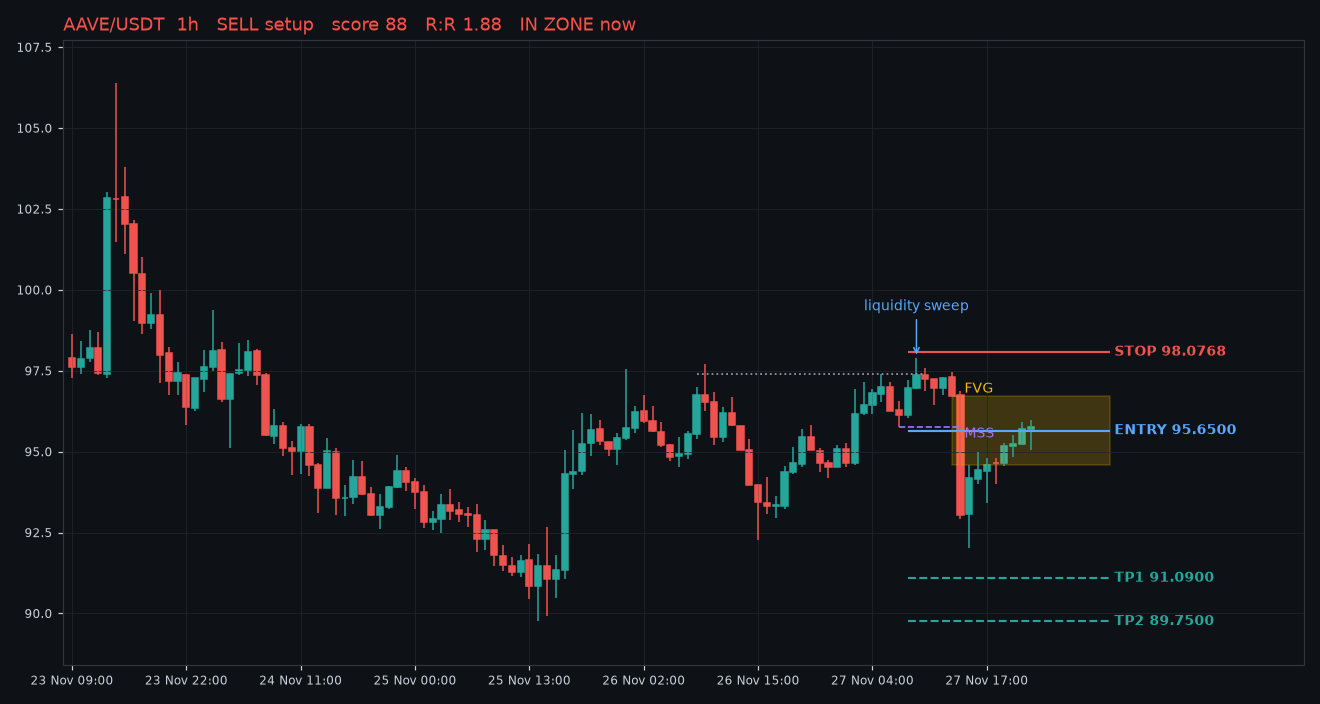 AAVE/USDT 1h SELL setup score 88 R:R 1.88 IN ZONE now
107.5
105.0
102.5
100.0
97.5
95.0
92.5
90.0
liquidity sweep
STOP 98.0768
FVG
ENTRY 95.6500
MSS
TP1 91.0900
TP2 89.7500
23 Nov 09:00
23 Nov 22:00
24 Nov 11:00
25 Nov 00:00
25 Nov 13:00
26 Nov 02:00
26 Nov 15:00
27 Nov 04:00
27 Nov 17:00